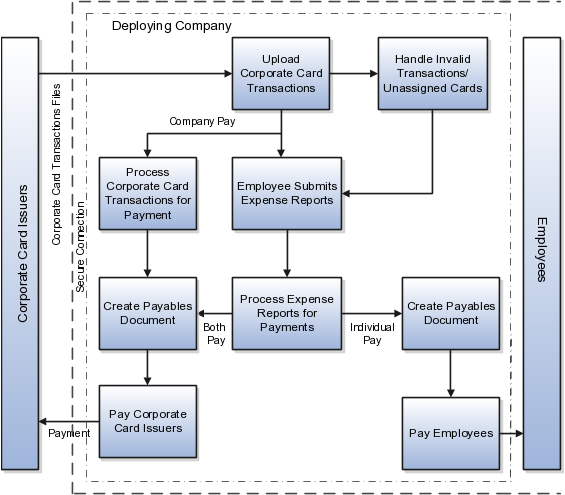 Deploying Company
Upload
Corporate Card
Transactions
Handle Invalid
Transactions/
Unassigned Cards
Company Pay
Process
Corporate Card
Transactions for
Payment
Employee Submits
Expense Reports
Corporate Card Issuers
Corporate Card Transactions Files
Secure Connection
Employees
Create Payables
Document
Both
Pay
Process Expense
Reports for
Payments
Individual
Pay
Create Payables
Document
Pay Corporate
Card Issuers
Payment
Pay Employees